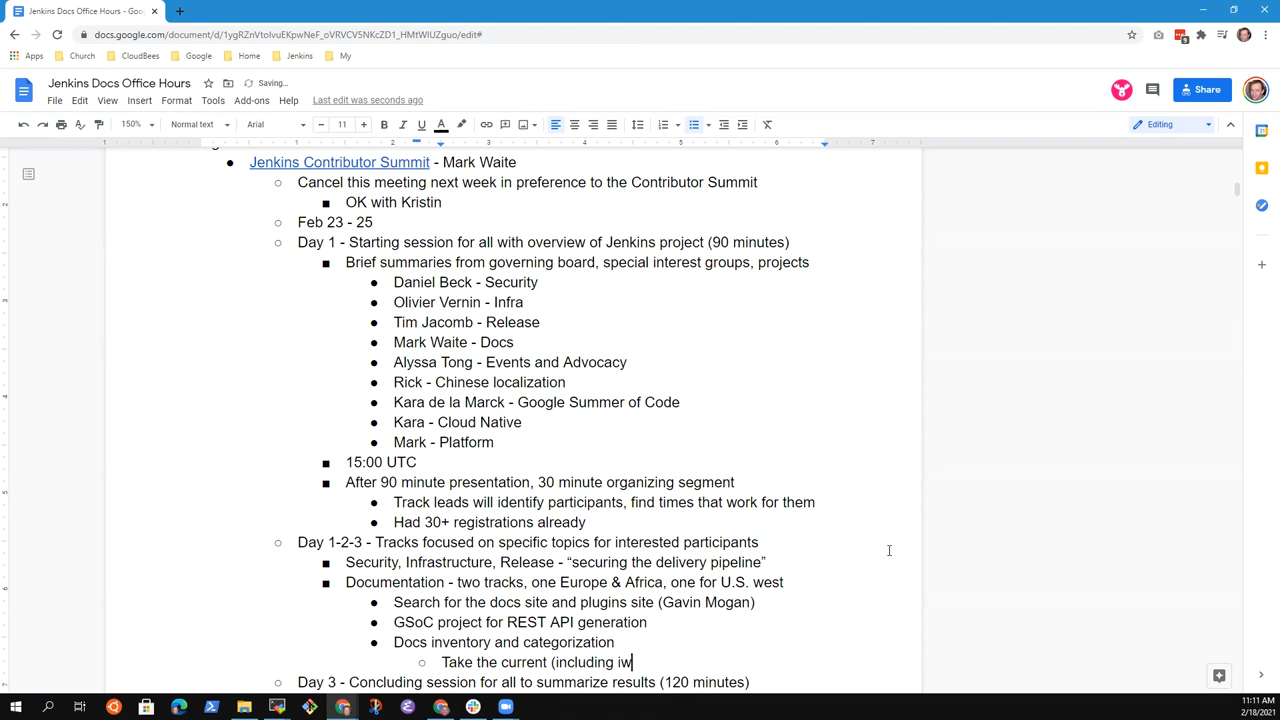 Jenkins Docs Office Hours - Goo
docs.google.com/document/d/1ygRZnVtoIvuEKpwNeF_oVRVCV5NKcZD1_HMtWIUZguo/edit#
Apps Church CloudBees Google Home Jenkins My
Jenkins Docs Office Hours Saving...
File Edit View Insert Format Tools Add-ons Help Last edit was seconds ago
Share
150% Normal text Arial 11 Editing
1 1 2 3 4 5 6 7
Jenkins Contributor Summit - Mark Waite
Cancel this meeting next week in preference to the Contributor Summit
OK with Kristin
Feb 23 - 25
Day 1 - Starting session for all with overview of Jenkins project (90 minutes)
Brief summaries from governing board, special interest groups, projects
Daniel Beck - Security
Olivier Vernin - Infra
Tim Jacomb - Release
Mark Waite - Docs
Alyssa Tong - Events and Advocacy
Rick - Chinese localization
Kara de la Marck - Google Summer of Code
Kara - Cloud Native
Mark - Platform
15:00 UTC
After 90 minute presentation, 30 minute organizing segment
Track leads will identify participants, find times that work for them
Had 30+ registrations already
Day 1-2-3 - Tracks focused on specific topics for interested participants
Security, Infrastructure, Release - “securing the delivery pipeline”
Documentation - two tracks, one Europe & Africa, one for U.S. west
Search for the docs site and plugins site (Gavin Mogan)
GSoC project for REST API generation
Docs inventory and categorization
Take the current (including iw
Day 3 - Concluding session for all to summarize results (120 minutes)
11:11 AM
2/18/2021